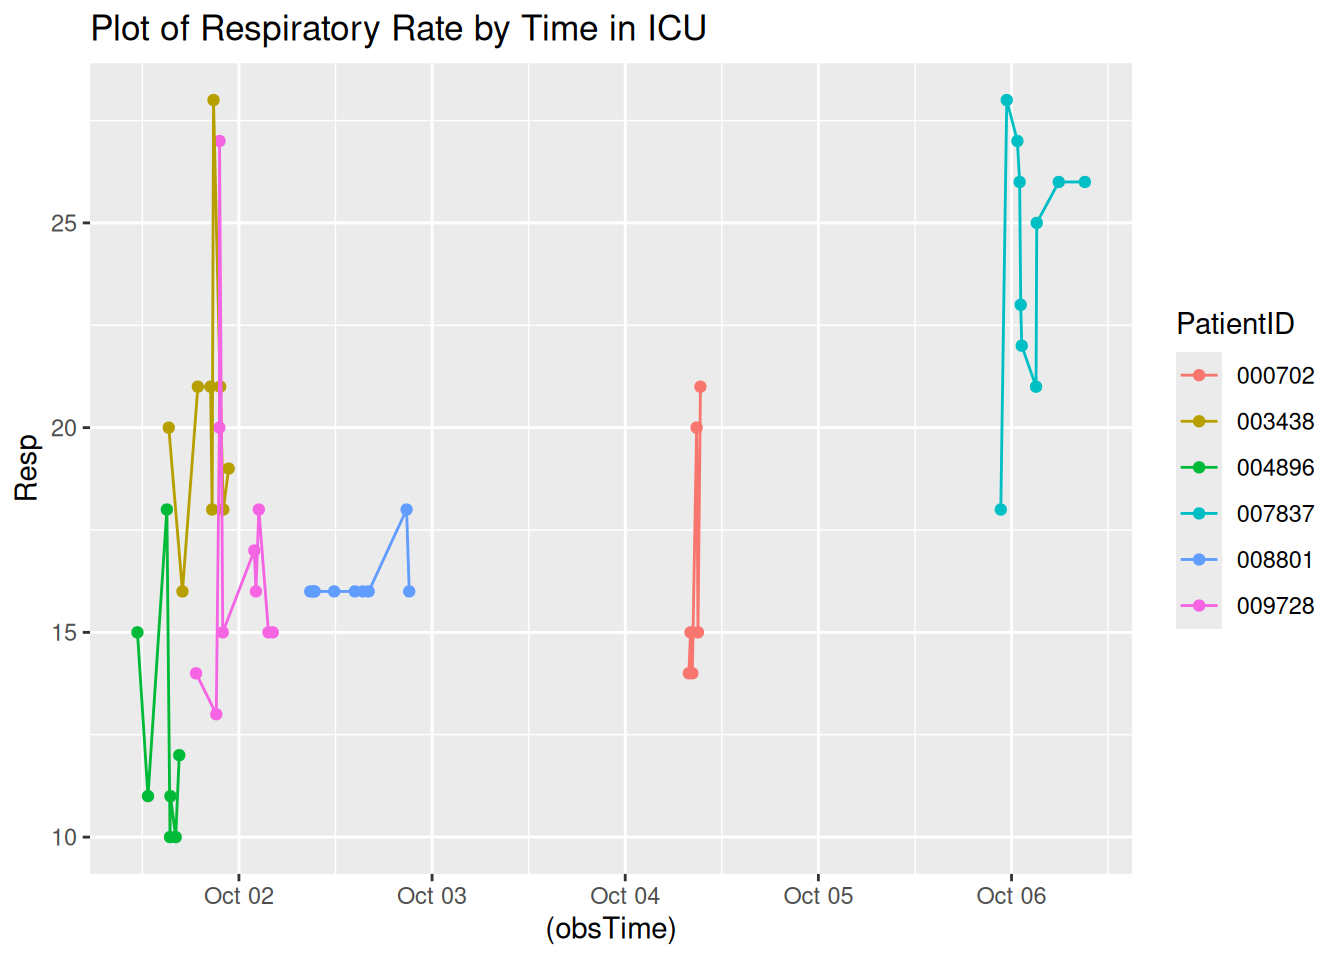 Plot of Respiratory Rate by Time in ICU
Resp
25
20
15
10
Oct 02 Oct 03 Oct 04 Oct 05 Oct 06
(obsTime)
PatientID
000702
003438
004896
007837
008801
009728